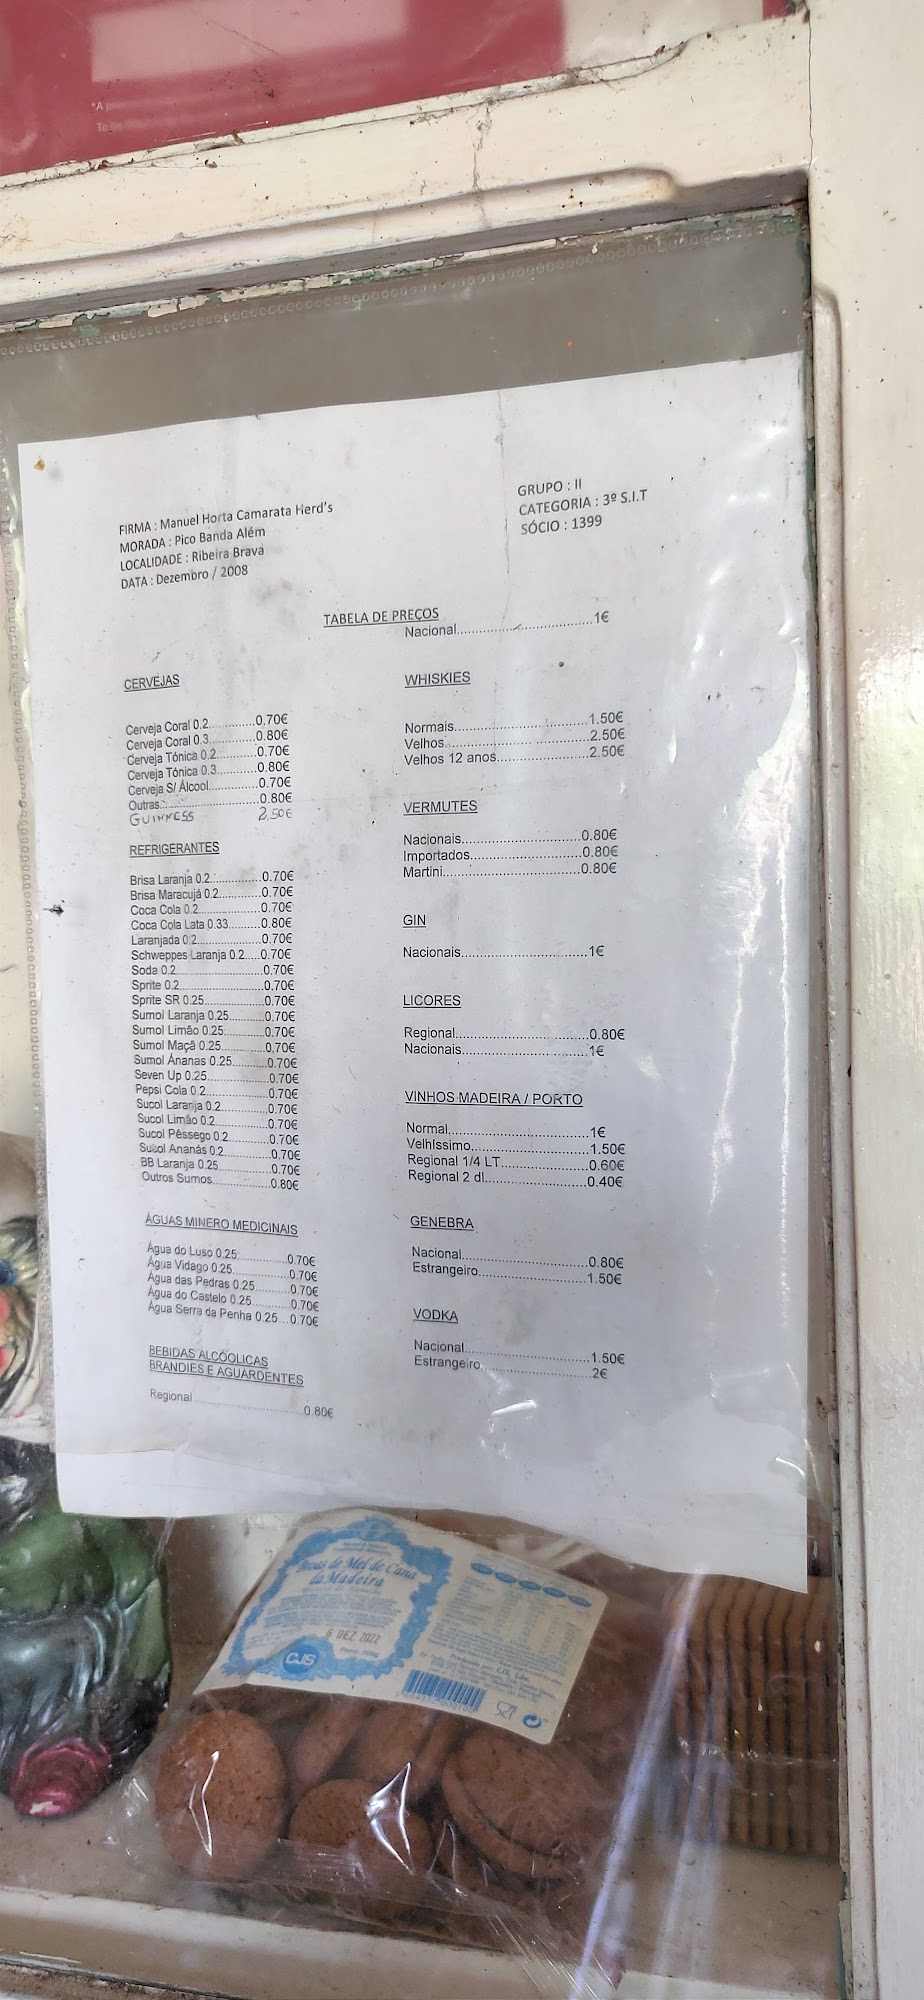 FIRMA : Manuel Horta Camarata Herd's
MORADA : Pico Banda Além
LOCALIDADE : Ribeira Brava
DATA : Dezembro / 2008
GRUPO : II
CATEGORIA : 3º S.I.T
SÓCIO : 1399
TABELA DE PREÇOS
CERVEJAS
Cerveja Coral 0.2..............0.70€
Cerveja Coral 0.3..............0.80€
Cerveja Tónica 0.2............0.70€
Cerveja Tónica 0.3............0.80€
Cerveja S/ Álcool...............0.70€
Outras................................0.80€
GUINNESS 2,50€
REFRIGERANTES
Brisa Laranja 0.2...............0.70€
Brisa Maracujá 0.2............0.70€
Coca Cola 0.2...................0.70€
Coca Cola Lata 0.33.........0.80€
Laranjada 0.2....................0.70€
Schweppes Laranja 0.2.....0.70€
Soda 0.2...........................0.70€
Sprite 0.2..........................0.70€
Sprite SR 0.25..................0.70€
Sumol Laranja 0.25...........0.70€
Sumol Limão 0.25.............0.70€
Sumol Maçã 0.25..............0.70€
Sumol Ánanas 0.25...........0.70€
Seven Up 0.25..................0.70€
Pepsi Cola 0.2..................0.70€
Sucol Laranja 0.2..............0.70€
Sucol Limão 0.2................0.70€
Sucol Pêssego 0.2............0.70€
Sucol Ananás 0.2..............0.70€
BB Laranja 0.25................0.70€
Outros Sumos...................0.80€
ÁGUAS MINERO MEDICINAIS
Água do Luso 0.25............0.70€
Água Vidago 0.25..............0.70€
Água das Pedras 0.25.......0.70€
Água do Castelo 0.25........0.70€
Água Serra da Penha 0.25...0.70€
BEBIDAS ALCOÓLICAS
BRANDIES E AGUARDENTES
Regional............................0.80€
Nacional..................................1€
WHISKIES
Normais.................................1.50€
Velhos...................................2.50€
Velhos 12 anos......................2.50€
VERMUTES
Nacionais..............................0.80€
Importados............................0.80€
Martini...................................0.80€
GIN
Nacionais...............................1€
LICORES
Regional................................0.80€
Nacionais...............................1€
VINHOS MADEIRA / PORTO
Normal...................................1€
Velhíssimo.............................1.50€
Regional 1/4 LT.....................0.60€
Regional 2 dl.........................0.40€
GENEBRA
Nacional................................0.80€
Estrangeiro...........................1.50€
VODKA
Nacional................................1.50€
Estrangeiro...........................2€
Broas de Mel de Cana
da Madeira
6 DEZ 2022
CJS